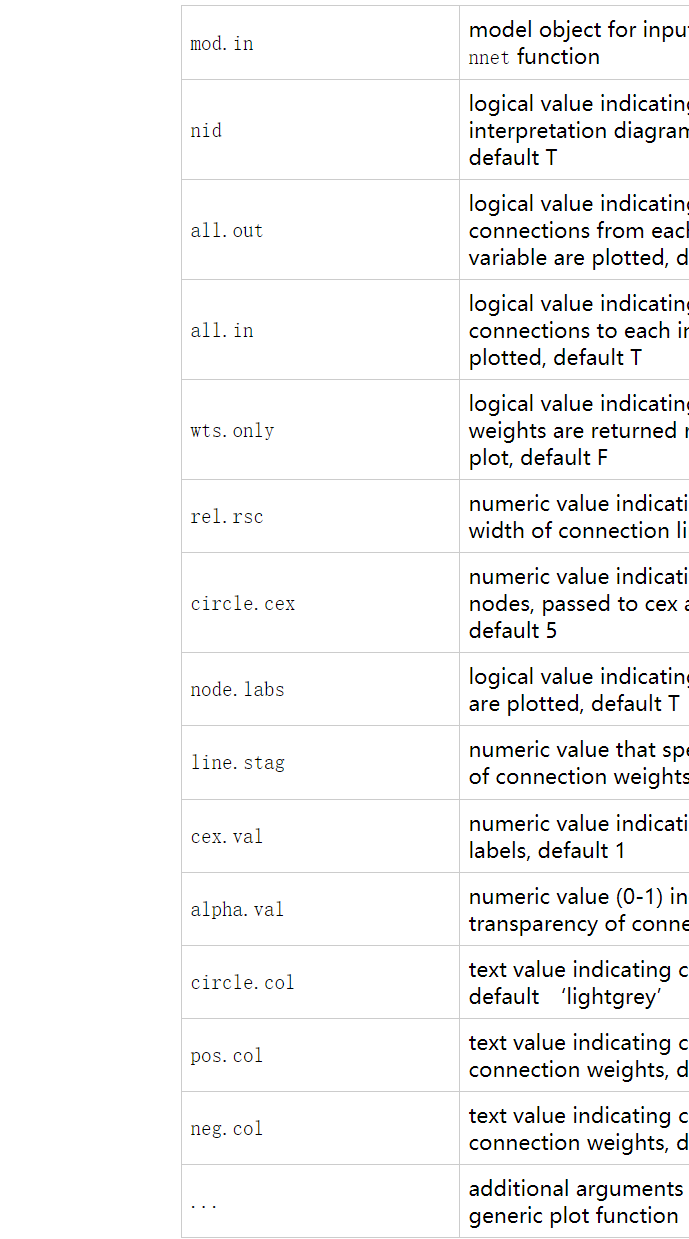 mod.in
model object for input
nnet function
nid
logical value indicating
interpretation diagram
default T
all.out
logical value indicating
connections from each
variable are plotted, d
all.in
logical value indicating
connections to each in
plotted, default T
wts.only
logical value indicating
weights are returned r
plot, default F
rel.rsc
numeric value indicati
width of connection li
circle.cex
numeric value indicati
nodes, passed to cex a
default 5
node.labs
logical value indicating
are plotted, default T
line.stag
numeric value that spe
of connection weights
cex.val
numeric value indicati
labels, default 1
alpha.val
numeric value (0-1) in
transparency of conne
circle.col
text value indicating c
default ‘lightgrey’
pos.col
text value indicating c
connection weights, d
neg.col
text value indicating c
connection weights, d
...
additional arguments
generic plot function